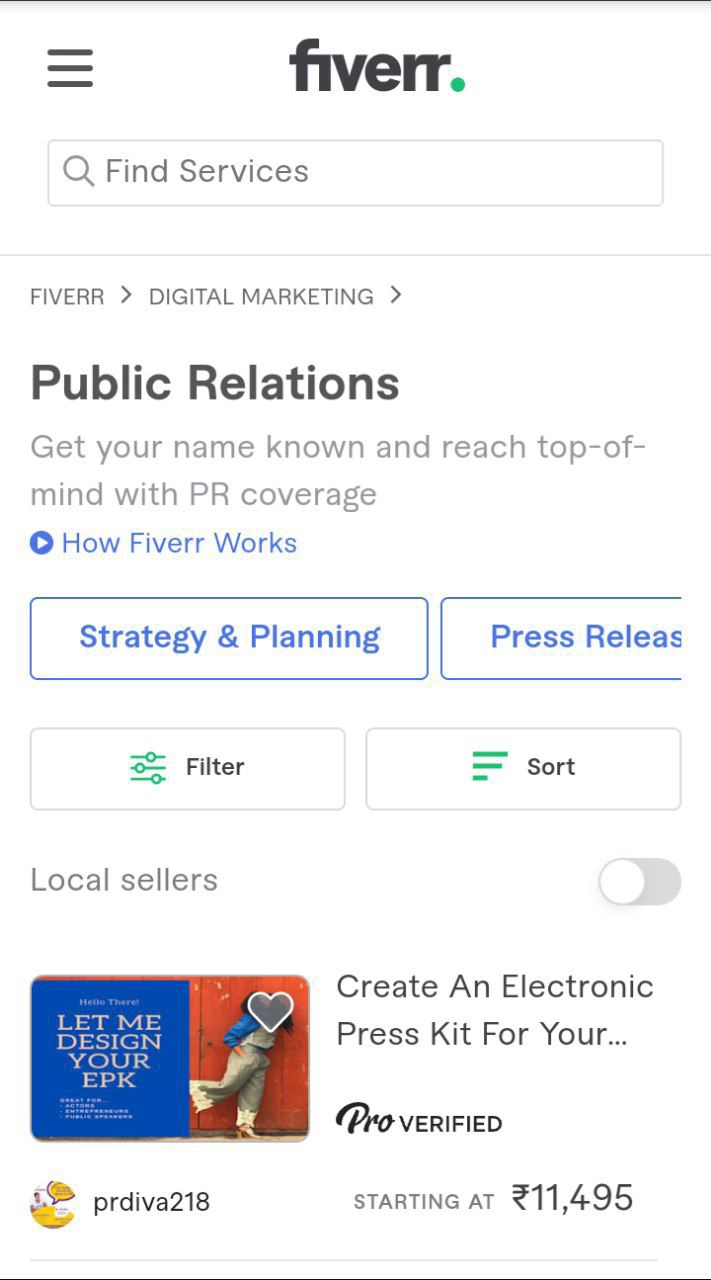 fiverr.
Find Services
FIVERR > DIGITAL MARKETING >
Public Relations
Get your name known and reach top-of-
mind with PR coverage
How Fiverr Works
Strategy & Planning
Press Releas
Filter
Sort
Local sellers
Hello There!
LET ME
DESIGN
YOUR
EPK
GREAT FOR...
- ACTORS
- ENTREPRENEURS
- PUBLIC SPEAKERS
Create An Electronic
Press Kit For Your...
Pro VERIFIED
prdiva218
STARTING AT ₹11,495